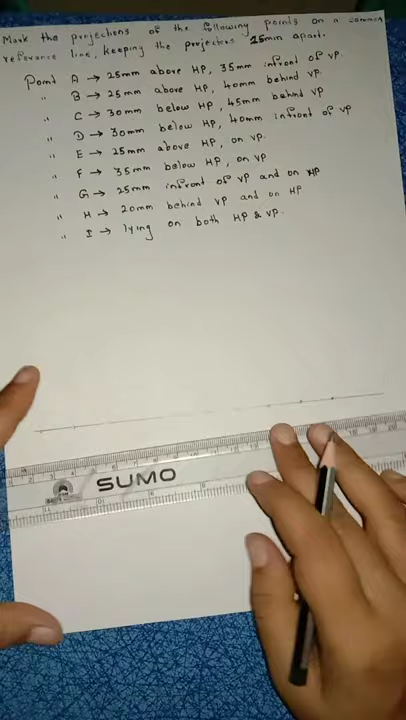 Mark the projections of the following points on a common
referance line, keeping the projectors 25mm apart.
Point A → 25mm above HP, 35mm infront of VP.
" B → 25mm above HP, 40mm behind VP
" C → 30mm below HP, 45mm behind VP
" D → 30mm below HP, 40mm infront of VP
" E → 25mm above HP, on VP.
" F → 35mm below HP, on VP
" G → 25mm infront of VP and on HP
" H → 20mm behind VP and on HP
" I → lying on both HP & VP.
SUMO